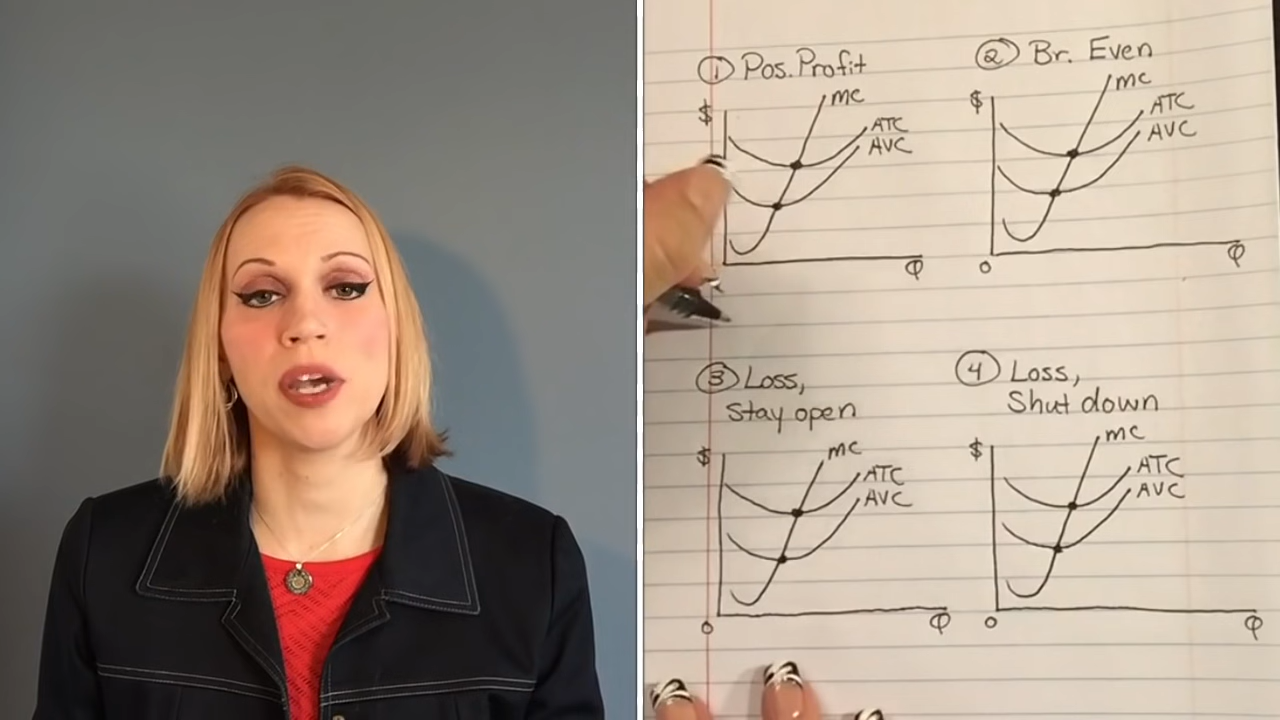 ① Pos. Profit
$
MC
ATC
AVC
Q
② Br. Even
$
MC
ATC
AVC
0
Q
③ Loss,
Stay open
$
MC
ATC
AVC
0
Q
④ Loss,
Shut down
$
MC
ATC
AVC
0
Q